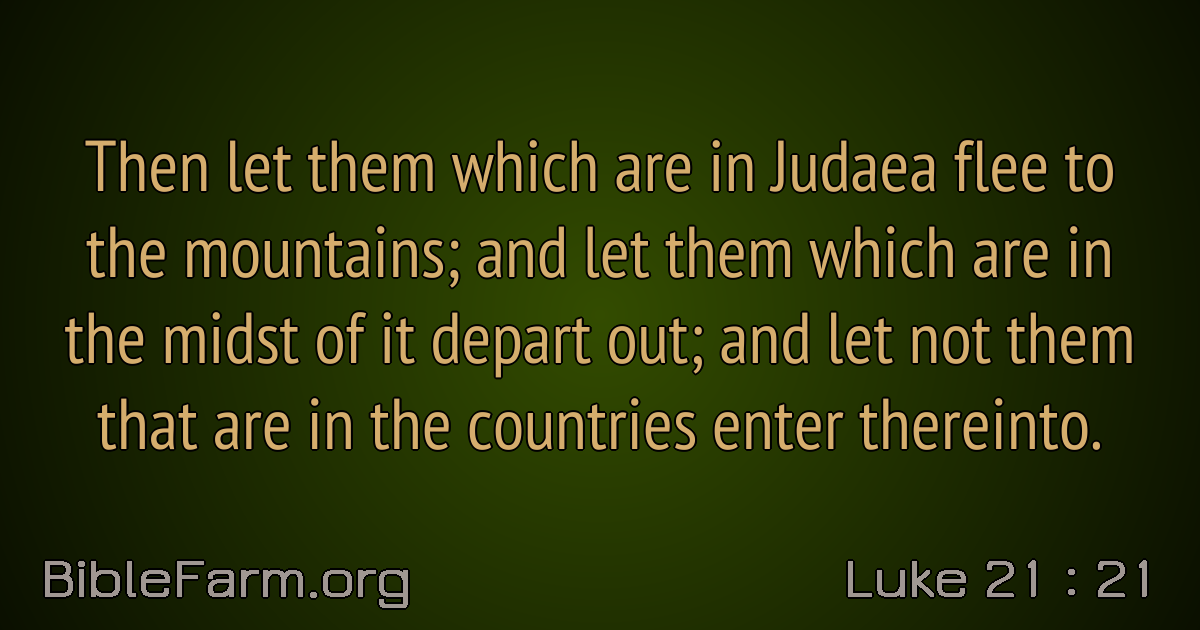 Then let them which are in Judaea flee to
the mountains; and let them which are in
the midst of it depart out; and let not them
that are in the countries enter thereinto.
BibleFarm.org
Luke 21 : 21